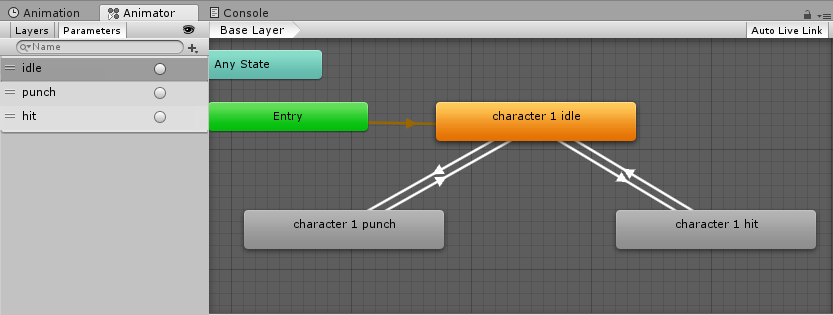 Animation Animator Console
Layers Parameters Base Layer Auto Live Link
Name
idle
punch
hit
Any State
Entry
character 1 idle
character 1 punch
character 1 hit